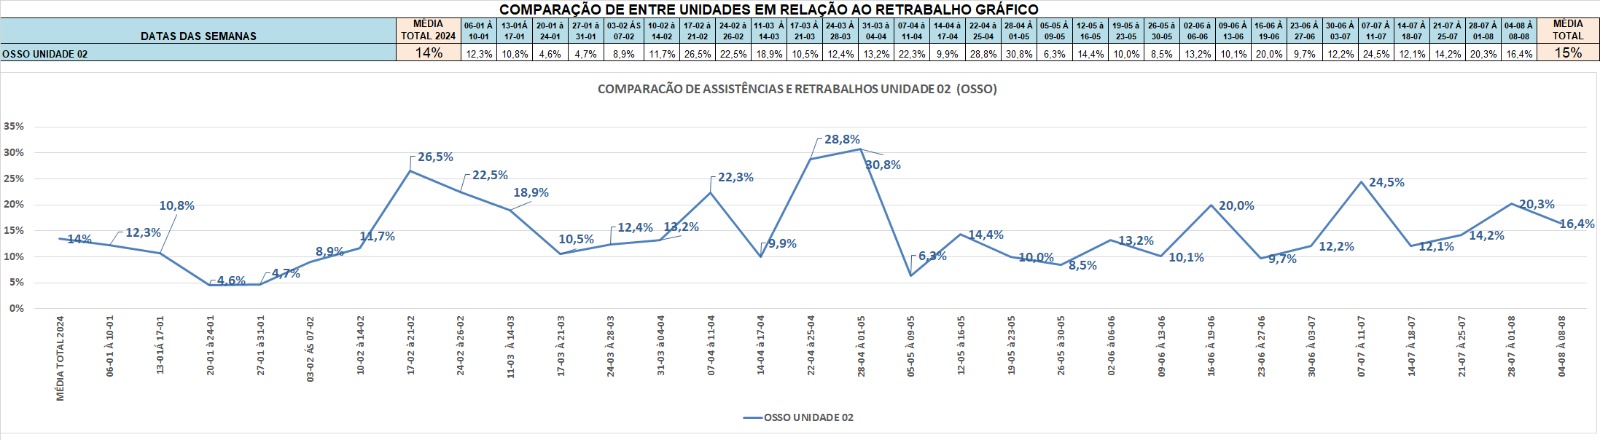 COMPARAÇÃO DE ENTRE UNIDADES EM RELAÇÃO AO RETRABALHO GRÁFICO
DATAS DAS SEMANAS MÉDIA TOTAL 2024 06-01 À 10-01 13-01À 17-01 20-01 à 24-01 27-01 à 31-01 03-02 ÀS 07-02 10-02 à 14-02 17-02 à 21-02 24-02 à 26-02 11-03 À 14-03 17-03 À 21-03 24-03 À 28-03 31-03 à 04-04 07-04 à 11-04 14-04 à 17-04 22-04 à 25-04 28-04 À 01-05 05-05 À 09-05 12-05 à 16-05 19-05 à 23-05 26-05 À 30-05 02-06 à 06-06 09-06 À 13-06 16-06 À 19-06 23-06 À 27-06 30-06 À 03-07 07-07 À 11-07 14-07 À 18-07 21-07 À 25-07 28-07 À 01-08 04-08 À 08-08 MÉDIA TOTAL
OSSO UNIDADE 02 14% 12,3% 10,8% 4,6% 4,7% 8,9% 11,7% 26,5% 22,5% 18,9% 10,5% 12,4% 13,2% 22,3% 9,9% 28,8% 30,8% 6,3% 14,4% 10,0% 8,5% 13,2% 10,1% 20,0% 9,7% 12,2% 24,5% 12,1% 14,2% 20,3% 16,4% 15%
COMPARACÃO DE ASSISTÊNCIAS E RETRABALHOS UNIDADE 02 (OSSO)
35%
30%
25%
20%
15%
10%
5%
0%
14% 12,3% 10,8% 4,6% 4,7% 8,9% 11,7% 26,5% 22,5% 18,9% 10,5% 12,4% 13,2% 22,3% 9,9% 28,8% 30,8% 6,3% 14,4% 10,0% 8,5% 13,2% 10,1% 20,0% 9,7% 12,2% 24,5% 12,1% 14,2% 20,3% 16,4%
MÉDIA TOTAL 2024
06-01 À 10-01
13-01À 17-01
20-01 à 24-01
27-01 à 31-01
03-02 ÀS 07-02
10-02 à 14-02
17-02 à 21-02
24-02 à 26-02
11-03 À 14-03
17-03 À 21-03
24-03 À 28-03
31-03 à 04-04
07-04 à 11-04
14-04 à 17-04
22-04 à 25-04
28-04 À 01-05
05-05 À 09-05
12-05 à 16-05
19-05 à 23-05
26-05 À 30-05
02-06 à 06-06
09-06 À 13-06
16-06 À 19-06
23-06 À 27-06
30-06 À 03-07
07-07 À 11-07
14-07 À 18-07
21-07 À 25-07
28-07 À 01-08
04-08 À 08-08
OSSO UNIDADE 02